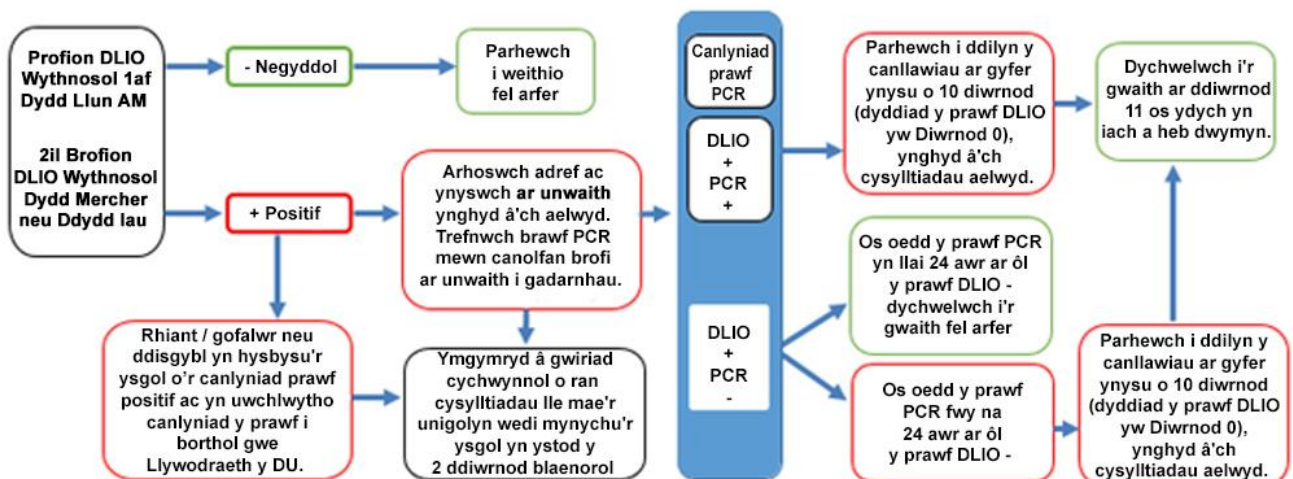 Profion DLIO
Wythnosol 1af
Dydd Llun AM
2il Brofion
DLIO Wythnosol
Dydd Mercher
neu Ddydd Iau
- Negyddol
Parhewch
i weithio
fel arfer
+ Positif
Arhoswch adref ac
ynyswch ar unwaith
ynghyd â'ch aelwyd.
Trefnwch brawf PCR
mewn canolfan brofi
ar unwaith i gadarnhau.
Rhiant / gofalwr neu
ddisgybl yn hysbysu'r
ysgol o'r canlyniad prawf
positif ac yn uwchlwytho
canlyniad y prawf i
borthol gwe
Llywodraeth y DU.
Ymgymryd â gwiriad
cychwynnol o ran
cysylltiadau lle mae'r
unigolyn wedi mynychu'r
ysgol yn ystod y
2 ddiwrnod blaenorol
Canlyniad
prawf
PCR
DLIO
+
PCR
+
DLIO
+
PCR
-
Parhewch i ddilyn y
canllawiau ar gyfer
ynysu o 10 diwrnod
(dyddiad y prawf DLIO
yw Diwrnod 0),
ynghyd â'ch
cysylltiadau aelwyd.
Dychwelwch i'r
gwaith ar ddiwrnod
11 os ydych yn
iach a heb dwymyn.
Os oedd y prawf PCR
yn llai 24 awr ar ôl
y prawf DLIO -
dychwelwch i'r
gwaith fel arfer
Os oedd y prawf
PCR fwy na
24 awr ar ôl
y prawf DLIO -
Parhewch i ddilyn y
canllawiau ar gyfer
ynysu o 10 diwrnod
(dyddiad y prawf DLIO
yw Diwrnod 0),
ynghyd â'ch
cysylltiadau aelwyd.